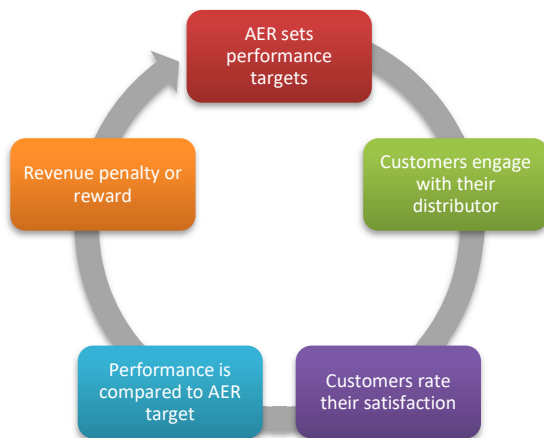 AER sets
performance
targets
Customers engage
with their
distributor
Customers rate
their satisfaction
Performance is
compared to AER
target
Revenue penalty or
reward